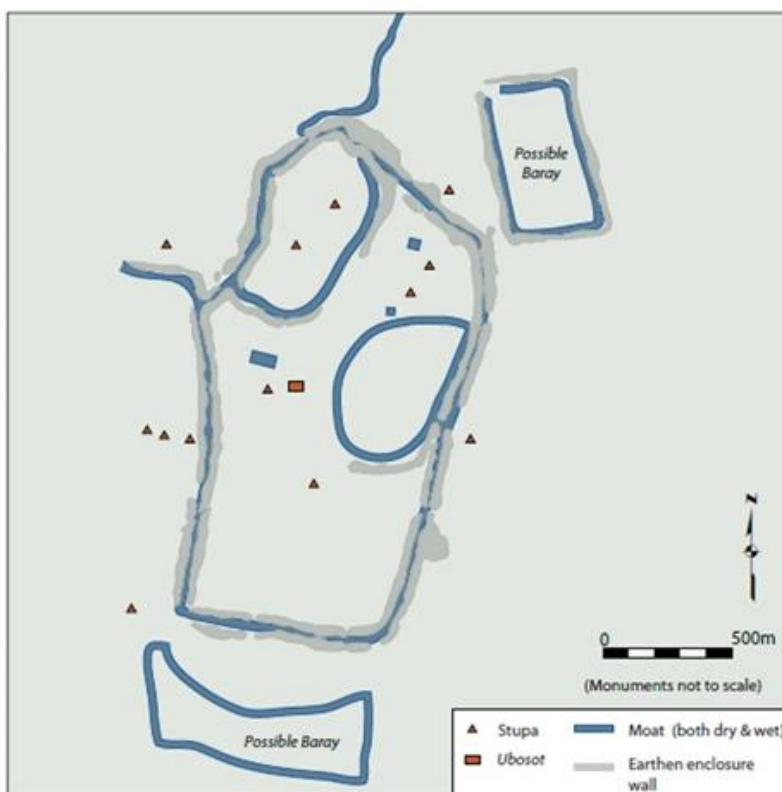 Possible
Baray
N
0 500m
(Monuments not to scale)
Possible Baray
Stupa
Moat (both dry & wet)
Ubosot
Earthen enclosure
wall